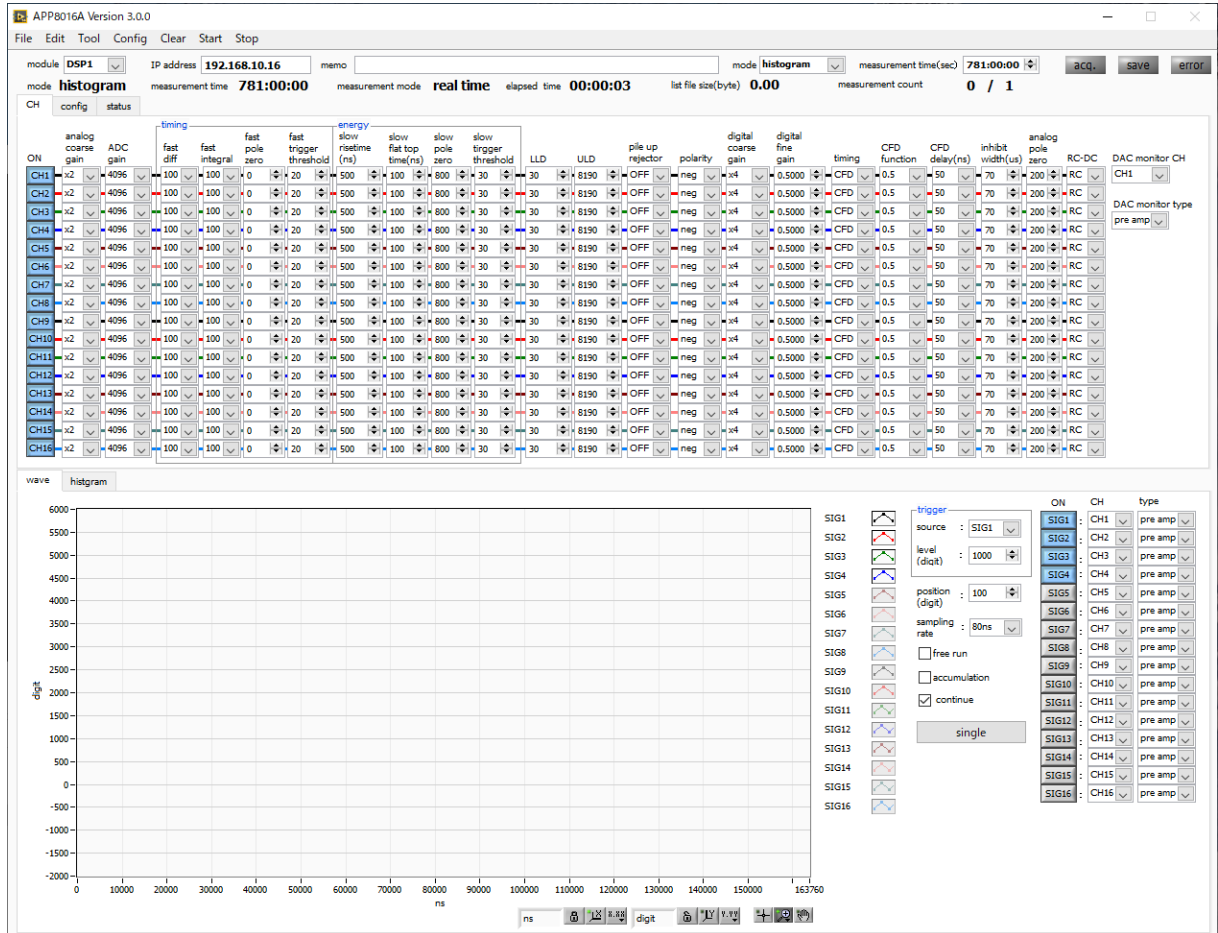 APP8016A Version 3.0.0
File Edit Tool Config Clear Start Stop
module DSP1 IP address 192.168.10.16 memo mode histogram measurement time(sec) 781:00:00 acq. save error
mode histogram measurement time 781:00:00 measurement mode real time elapsed time 00:00:03 list file size(byte) 0.00 measurement count 0 / 1
CH config status
timing energy
ON analog coarse gain ADC gain fast diff fast integral fast pole zero fast trigger threshold slow risetime (ns) slow flat top time(ns) slow pole zero slow tirgger threshold LLD ULD pile up rejector polarity digital coarse gain digital fine gain timing CFD function CFD delay(ns) inhibit width(us) analog pole zero RC-DC DAC monitor CH
CH1 x2 4096 100 100 0 20 500 100 800 30 30 8190 OFF neg x4 0.5000 CFD 0.5 50 70 200 RC CH1
CH2 x2 4096 100 100 0 20 500 100 800 30 30 8190 OFF neg x4 0.5000 CFD 0.5 50 70 200 RC
DAC monitor type
CH3 x2 4096 100 100 0 20 500 100 800 30 30 8190 OFF neg x4 0.5000 CFD 0.5 50 70 200 RC pre amp
CH4 x2 4096 100 100 0 20 500 100 800 30 30 8190 OFF neg x4 0.5000 CFD 0.5 50 70 200 RC
CH5 x2 4096 100 100 0 20 500 100 800 30 30 8190 OFF neg x4 0.5000 CFD 0.5 50 70 200 RC
CH6 x2 4096 100 100 0 20 500 100 800 30 30 8190 OFF neg x4 0.5000 CFD 0.5 50 70 200 RC
CH7 x2 4096 100 100 0 20 500 100 800 30 30 8190 OFF neg x4 0.5000 CFD 0.5 50 70 200 RC
CH8 x2 4096 100 100 0 20 500 100 800 30 30 8190 OFF neg x4 0.5000 CFD 0.5 50 70 200 RC
CH9 x2 4096 100 100 0 20 500 100 800 30 30 8190 OFF neg x4 0.5000 CFD 0.5 50 70 200 RC
CH10 x2 4096 100 100 0 20 500 100 800 30 30 8190 OFF neg x4 0.5000 CFD 0.5 50 70 200 RC
CH11 x2 4096 100 100 0 20 500 100 800 30 30 8190 OFF neg x4 0.5000 CFD 0.5 50 70 200 RC
CH12 x2 4096 100 100 0 20 500 100 800 30 30 8190 OFF neg x4 0.5000 CFD 0.5 50 70 200 RC
CH13 x2 4096 100 100 0 20 500 100 800 30 30 8190 OFF neg x4 0.5000 CFD 0.5 50 70 200 RC
CH14 x2 4096 100 100 0 20 500 100 800 30 30 8190 OFF neg x4 0.5000 CFD 0.5 50 70 200 RC
CH15 x2 4096 100 100 0 20 500 100 800 30 30 8190 OFF neg x4 0.5000 CFD 0.5 50 70 200 RC
CH16 x2 4096 100 100 0 20 500 100 800 30 30 8190 OFF neg x4 0.5000 CFD 0.5 50 70 200 RC
wave histgram
6000
5500
5000
4500
4000
3500
3000
2500
2000
1500
1000
500
0
-500
-1000
-1500
-2000
digit
0 10000 20000 30000 40000 50000 60000 70000 80000 90000 100000 110000 120000 130000 140000 150000 163760
ns
ns X X.XX digit Y Y.YY
SIG1
SIG2
SIG3
SIG4
SIG5
SIG6
SIG7
SIG8
SIG9
SIG10
SIG11
SIG12
SIG13
SIG14
SIG15
SIG16
trigger
source : SIG1
level (digit) : 1000
position (digit) : 100
sampling rate : 80ns
free run
accumulation
continue
single
ON CH type
SIG1 : CH1 pre amp
SIG2 : CH2 pre amp
SIG3 : CH3 pre amp
SIG4 : CH4 pre amp
SIG5 : CH5 pre amp
SIG6 : CH6 pre amp
SIG7 : CH7 pre amp
SIG8 : CH8 pre amp
SIG9 : CH9 pre amp
SIG10 : CH10 pre amp
SIG11 : CH11 pre amp
SIG12 : CH12 pre amp
SIG13 : CH13 pre amp
SIG14 : CH14 pre amp
SIG15 : CH15 pre amp
SIG16 : CH16 pre amp